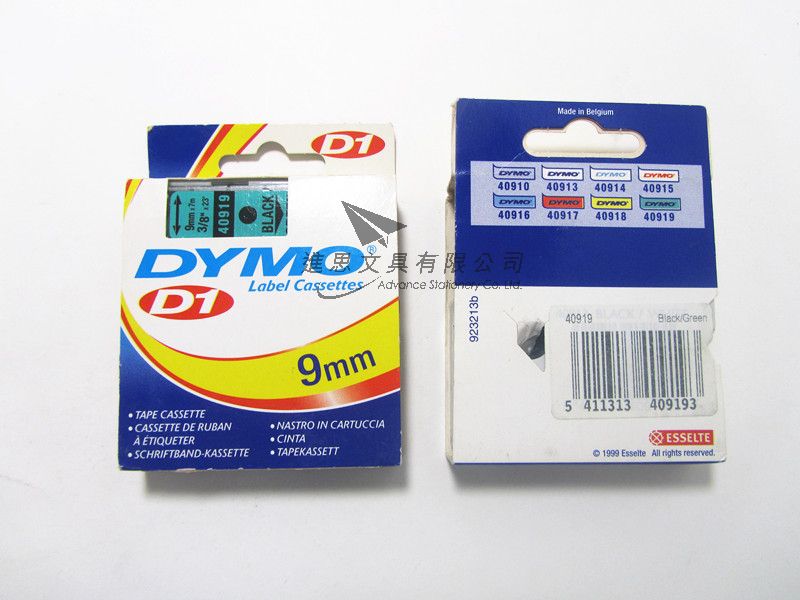 D1
9mm x 7m
3/8" x 23'
40919
BLACK/
DYMO®
Label Cassettes
D1
9mm
• TAPE CASSETTE
• CASSETTE DE RUBAN
À ÉTIQUETER
• SCHRIFTBAND-KASSETTE
• NASTRO IN CARTUCCIA
• CINTA
• TAPEKASSETT
進思文具有限公司
Advance Stationery Co. Ltd.
Made in Belgium
DYMO DYMO DYMO DYMO
40910 40913 40914 40915
DYMO DYMO DYMO DYMO
40916 40917 40918 40919
923213b
40919 Black/Green
5 411313 409193
ESSELTE
© 1999 Esselte All rights reserved.